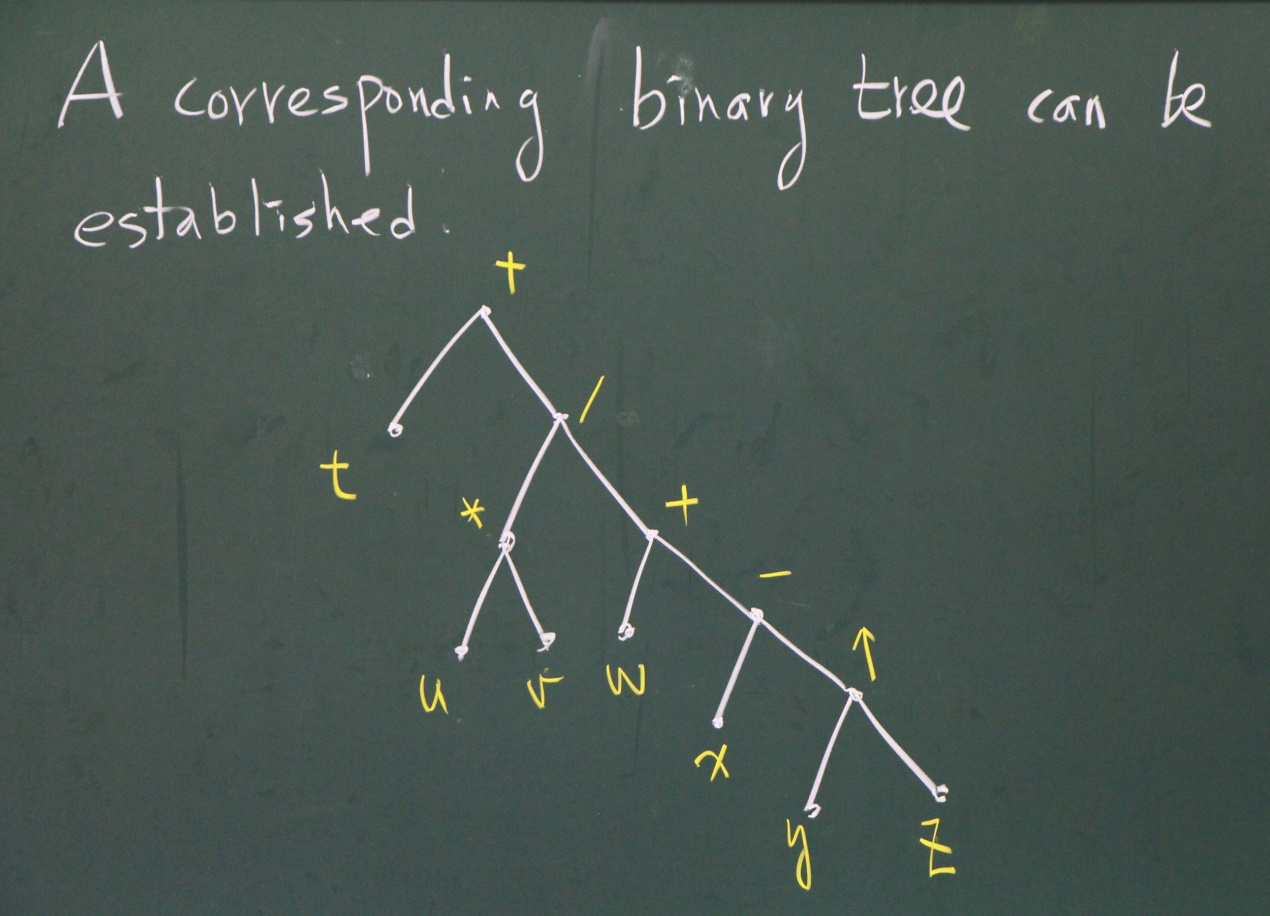 A corresponding binary tree can be
established.
+
/
t
*
+
-
↑
u
v
w
x
y
z